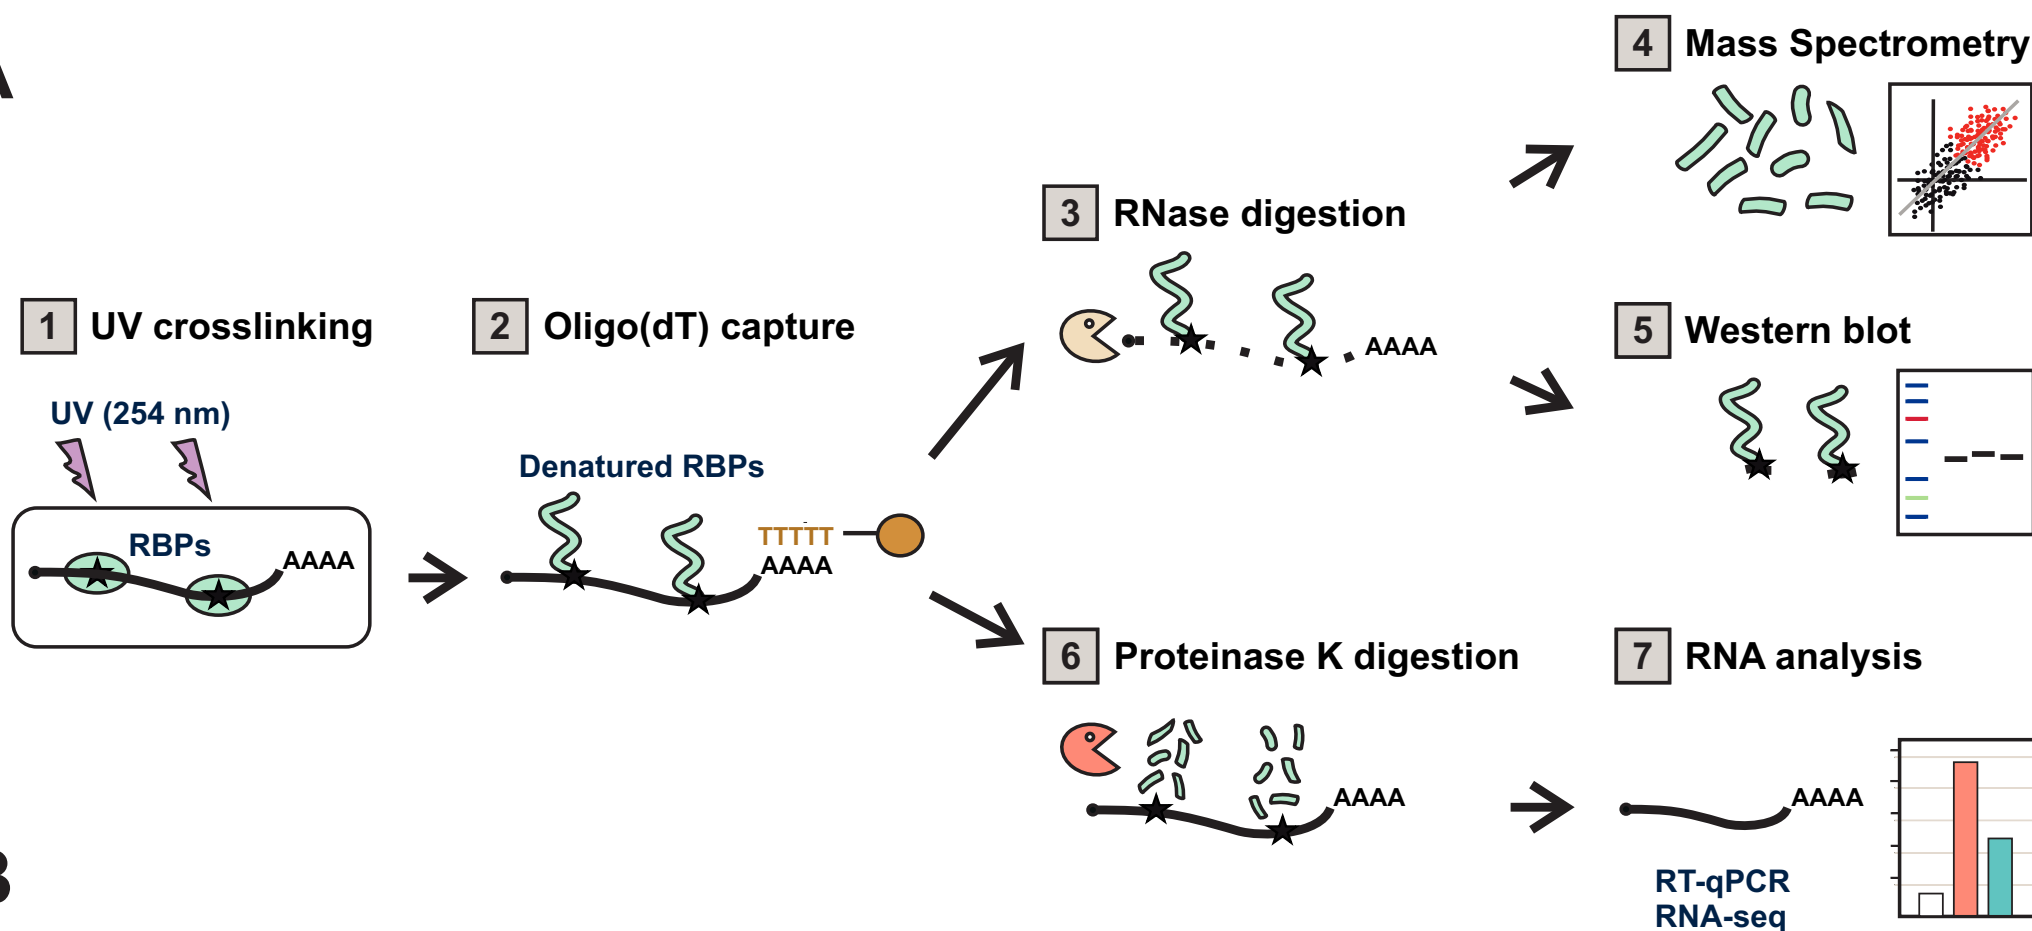 A
1 UV crosslinking
UV (254 nm)
RBPs
AAAA
2 Oligo(dT) capture
Denatured RBPs
TTTTT
AAAA
3 RNase digestion
AAAA
4 Mass Spectrometry
5 Western blot
6 Proteinase K digestion
AAAA
7 RNA analysis
AAAA
RT-qPCR
RNA-seq
B